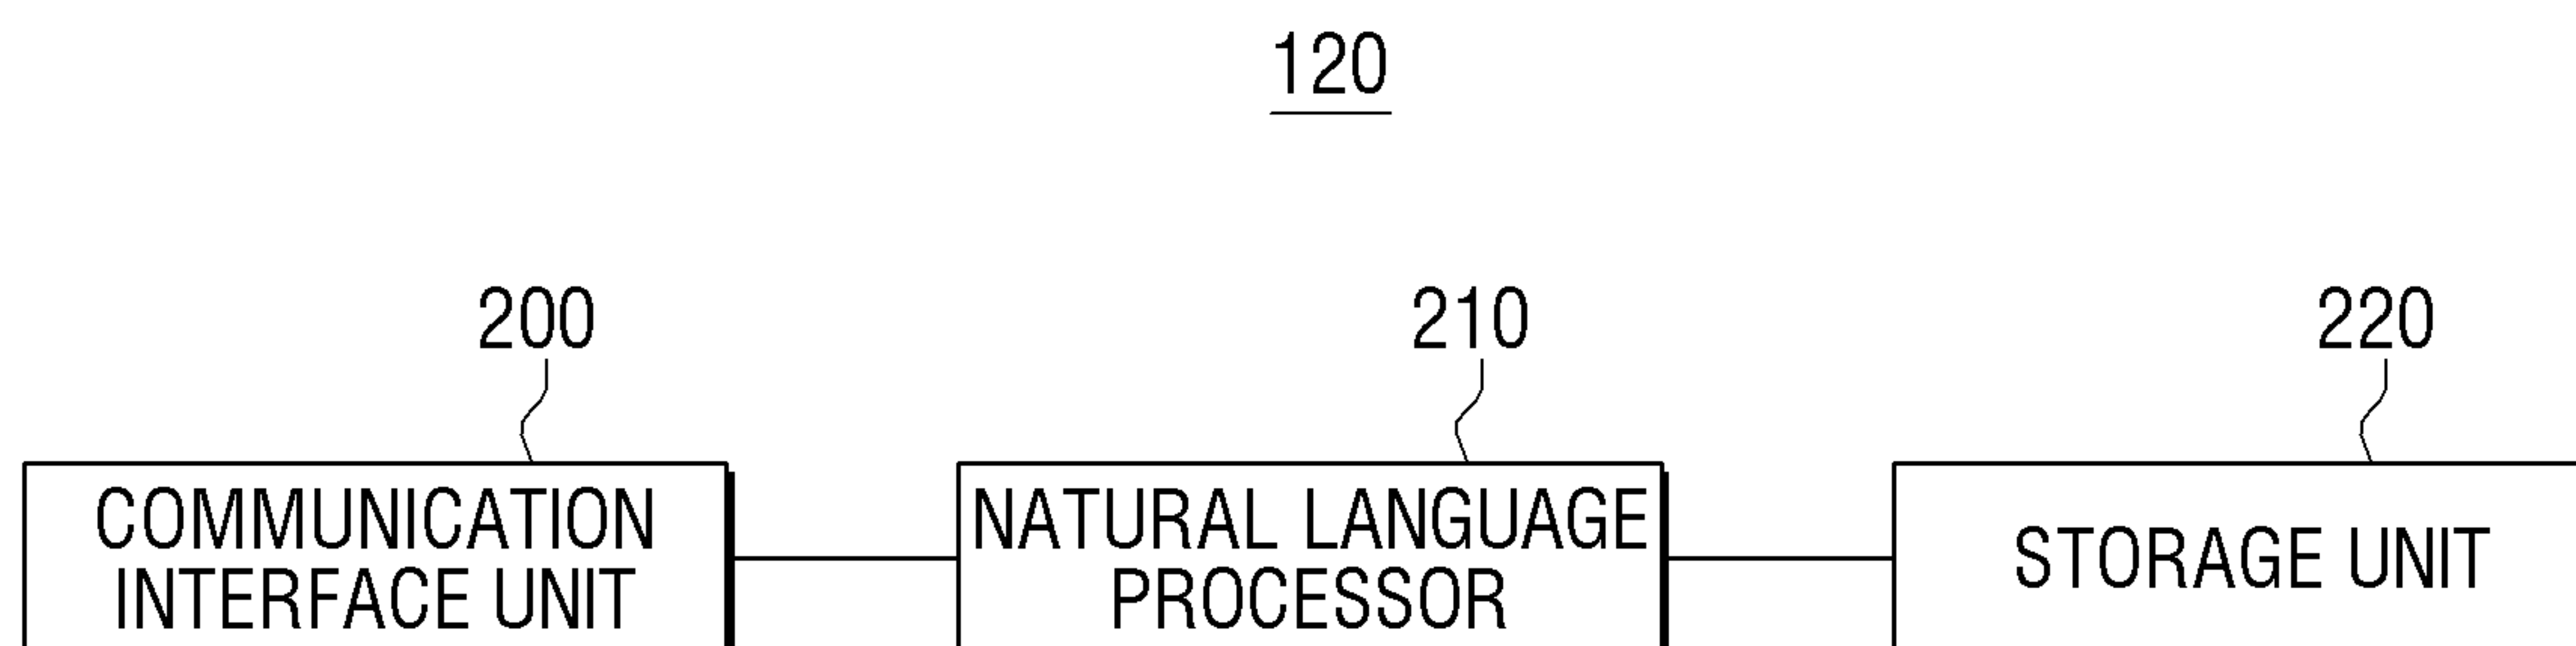 120
200
210
220
COMMUNICATION
INTERFACE UNIT
NATURAL LANGUAGE
PROCESSOR
STORAGE UNIT